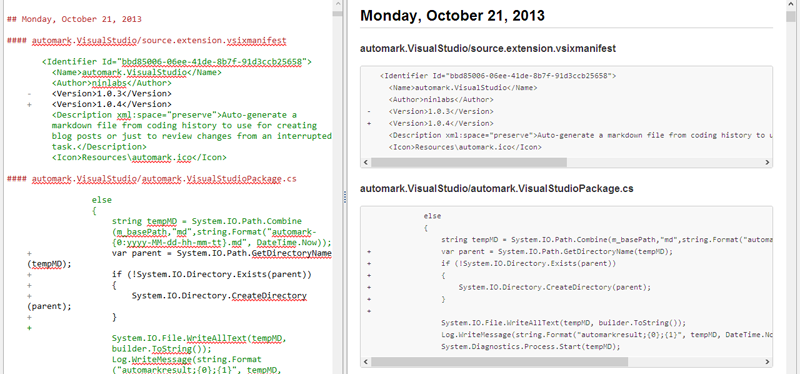 ## Monday, October 21, 2013
#### automark.VisualStudio/source.extension.vsixmanifest
<Identifier Id="bbd85006-06ee-41de-8b7f-91d3ccb25658">
<Name>automark.VisualStudio</Name>
<Author>ninlabs</Author>
- <Version>1.0.3</Version>
+ <Version>1.0.4</Version>
<Description xml:space="preserve">Auto-generate a
markdown file from coding history to use for creating
blog posts or just to review changes from an interrupted
task.</Description>
<Icon>Resources\automark.ico</Icon>
#### automark.VisualStudio/automark.VisualStudioPackage.cs
else
{
string tempMD = System.IO.Path.Combine
(m_basePath,"md",string.Format("automark-
{0:yyyy-MM-dd-hh-mm-tt}.md", DateTime.Now));
+ var parent = System.IO.Path.GetDirectoryName
(tempMD);
+ if (!System.IO.Directory.Exists(parent))
+ {
+ System.IO.Directory.CreateDirectory
(parent);
+ }
+
System.IO.File.WriteAllText(tempMD,
builder.ToString());
Log.WriteMessage(string.Format
("automarkresult;{0};{1}", tempMD,
Monday, October 21, 2013
automark.VisualStudio/source.extension.vsixmanifest
<Identifier Id="bbd85006-06ee-41de-8b7f-91d3ccb25658">
<Name>automark.VisualStudio</Name>
<Author>ninlabs</Author>
- <Version>1.0.3</Version>
+ <Version>1.0.4</Version>
<Description xml:space="preserve">Auto-generate a markdown file from coding history to u
<Icon>Resources\automark.ico</Icon>
automark.VisualStudio/automark.VisualStudioPackage.cs
else
{
string tempMD = System.IO.Path.Combine(m_basePath,"md",string.Format("automa
+ var parent = System.IO.Path.GetDirectoryName(tempMD);
+ if (!System.IO.Directory.Exists(parent))
+ {
+ System.IO.Directory.CreateDirectory(parent);
+ }
+
System.IO.File.WriteAllText(tempMD, builder.ToString());
Log.WriteMessage(string.Format("automarkresult;{0};{1}", tempMD, DateTime.No
System.Diagnostics.Process.Start(tempMD);